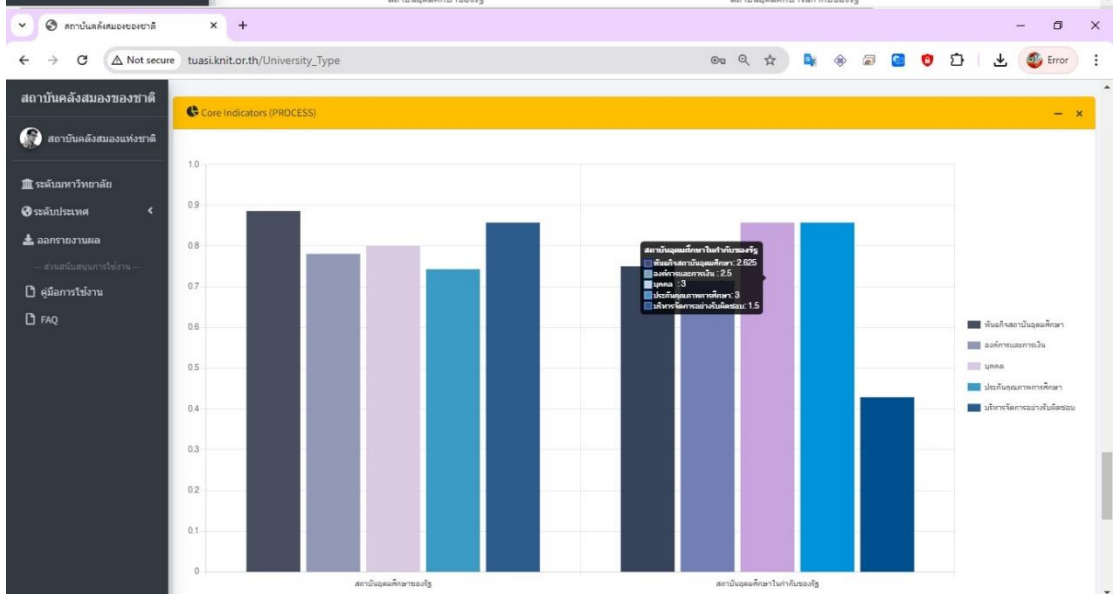 สถาบันคลังสมองของชาติ
Not secure
tuasi.knit.or.th/University_Type
Error
สถาบันคลังสมองของชาติ
Core Indicators (PROCESS)
สถาบันคลังสมองแห่งชาติ
ระดับมหาวิทยาลัย
ระดับประเทศ
ออกรายงานผล
-- ส่วนสนับสนุนการใช้งาน --
คู่มือการใช้งาน
FAQ
1.0
0.9
0.8
0.7
0.6
0.5
0.4
0.3
0.2
0.1
0
สถาบันอุดมศึกษาในกำกับของรัฐ
พันธกิจสถาบันอุดมศึกษา: 2.625
องค์การและการเงิน : 2.5
บุคคล : 3
ประกันคุณภาพการศึกษา: 3
บริหารจัดการอย่างรับผิดชอบ: 1.5
พันธกิจสถาบันอุดมศึกษา
องค์การและการเงิน
บุคคล
ประกันคุณภาพการศึกษา
บริหารจัดการอย่างรับผิดชอบ
สถาบันอุดมศึกษาของรัฐ
สถาบันอุดมศึกษาในกำกับของรัฐ